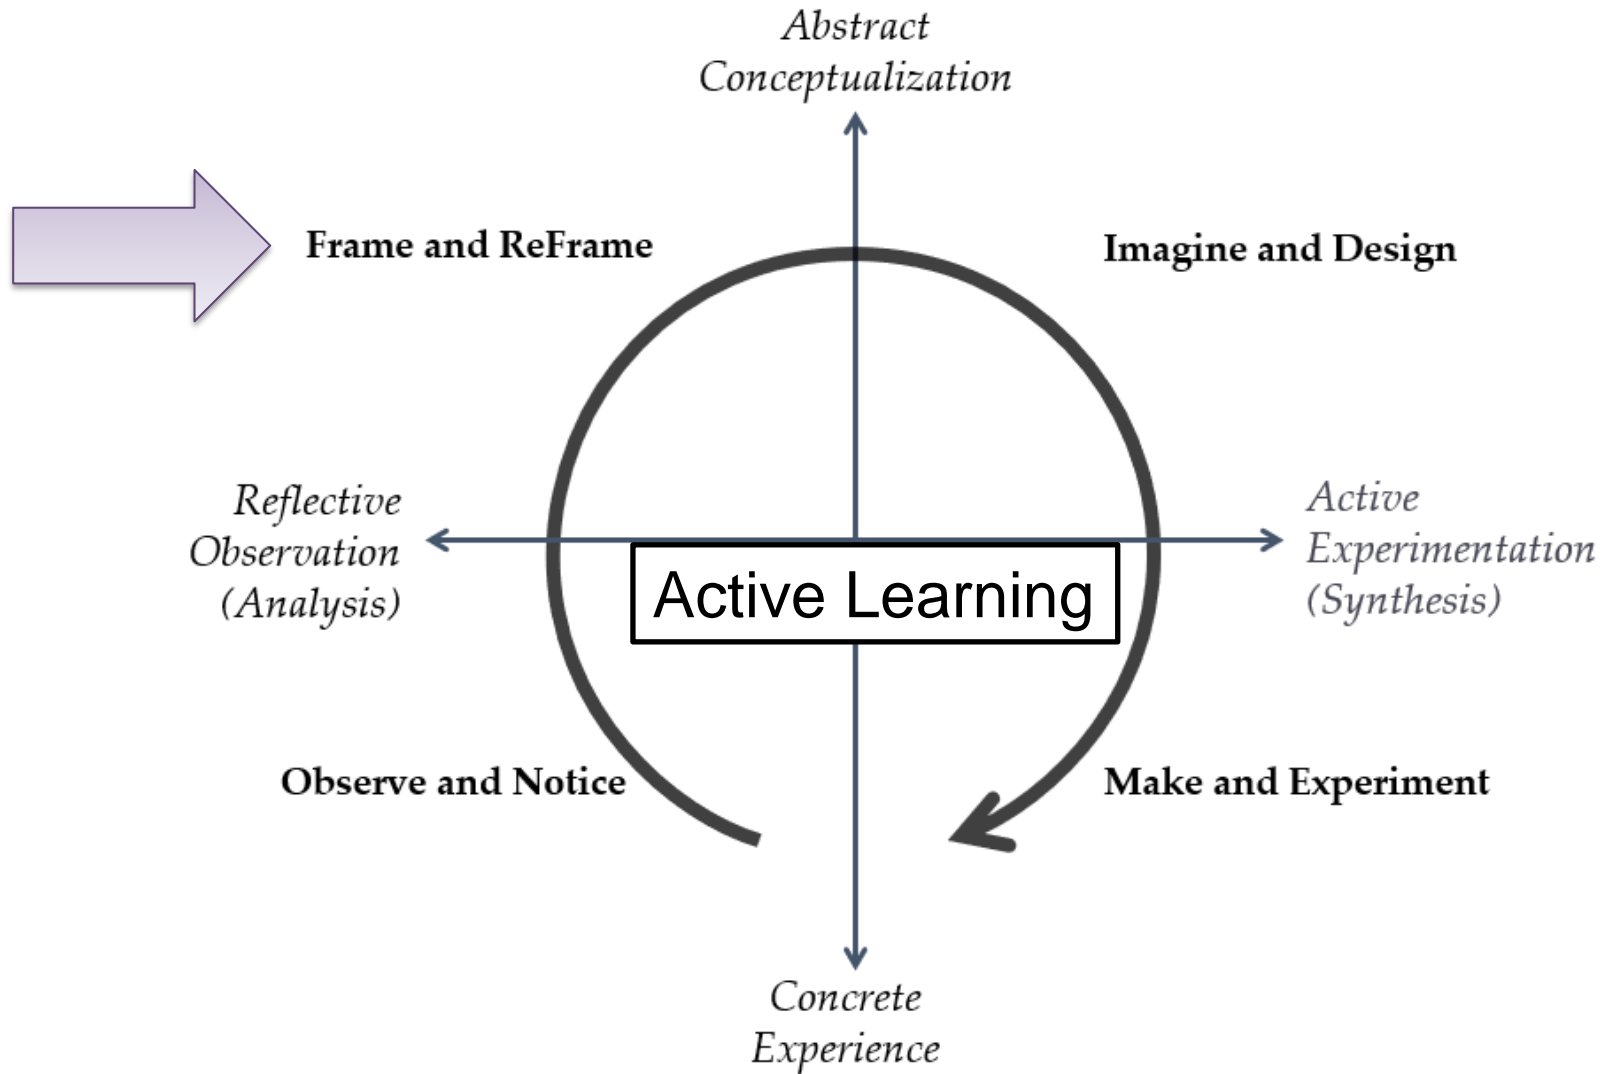 Abstract
Conceptualization
Frame and ReFrame
Imagine and Design
Reflective
Observation
(Analysis)
Active
Experimentation
(Synthesis)
Active Learning
Observe and Notice
Make and Experiment
Concrete
Experience